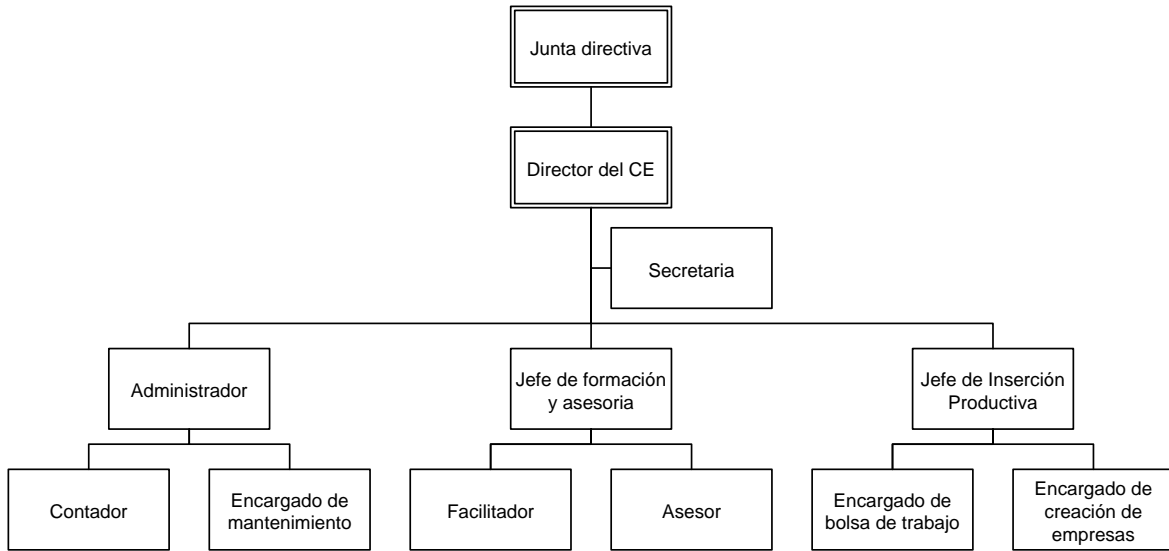 Junta directiva
Director del CE
Secretaria
Administrador
Jefe de formación
y asesoria
Jefe de Inserción
Productiva
Contador
Encargado de
mantenimiento
Facilitador
Asesor
Encargado de
bolsa de trabajo
Encargado de
creación de
empresas